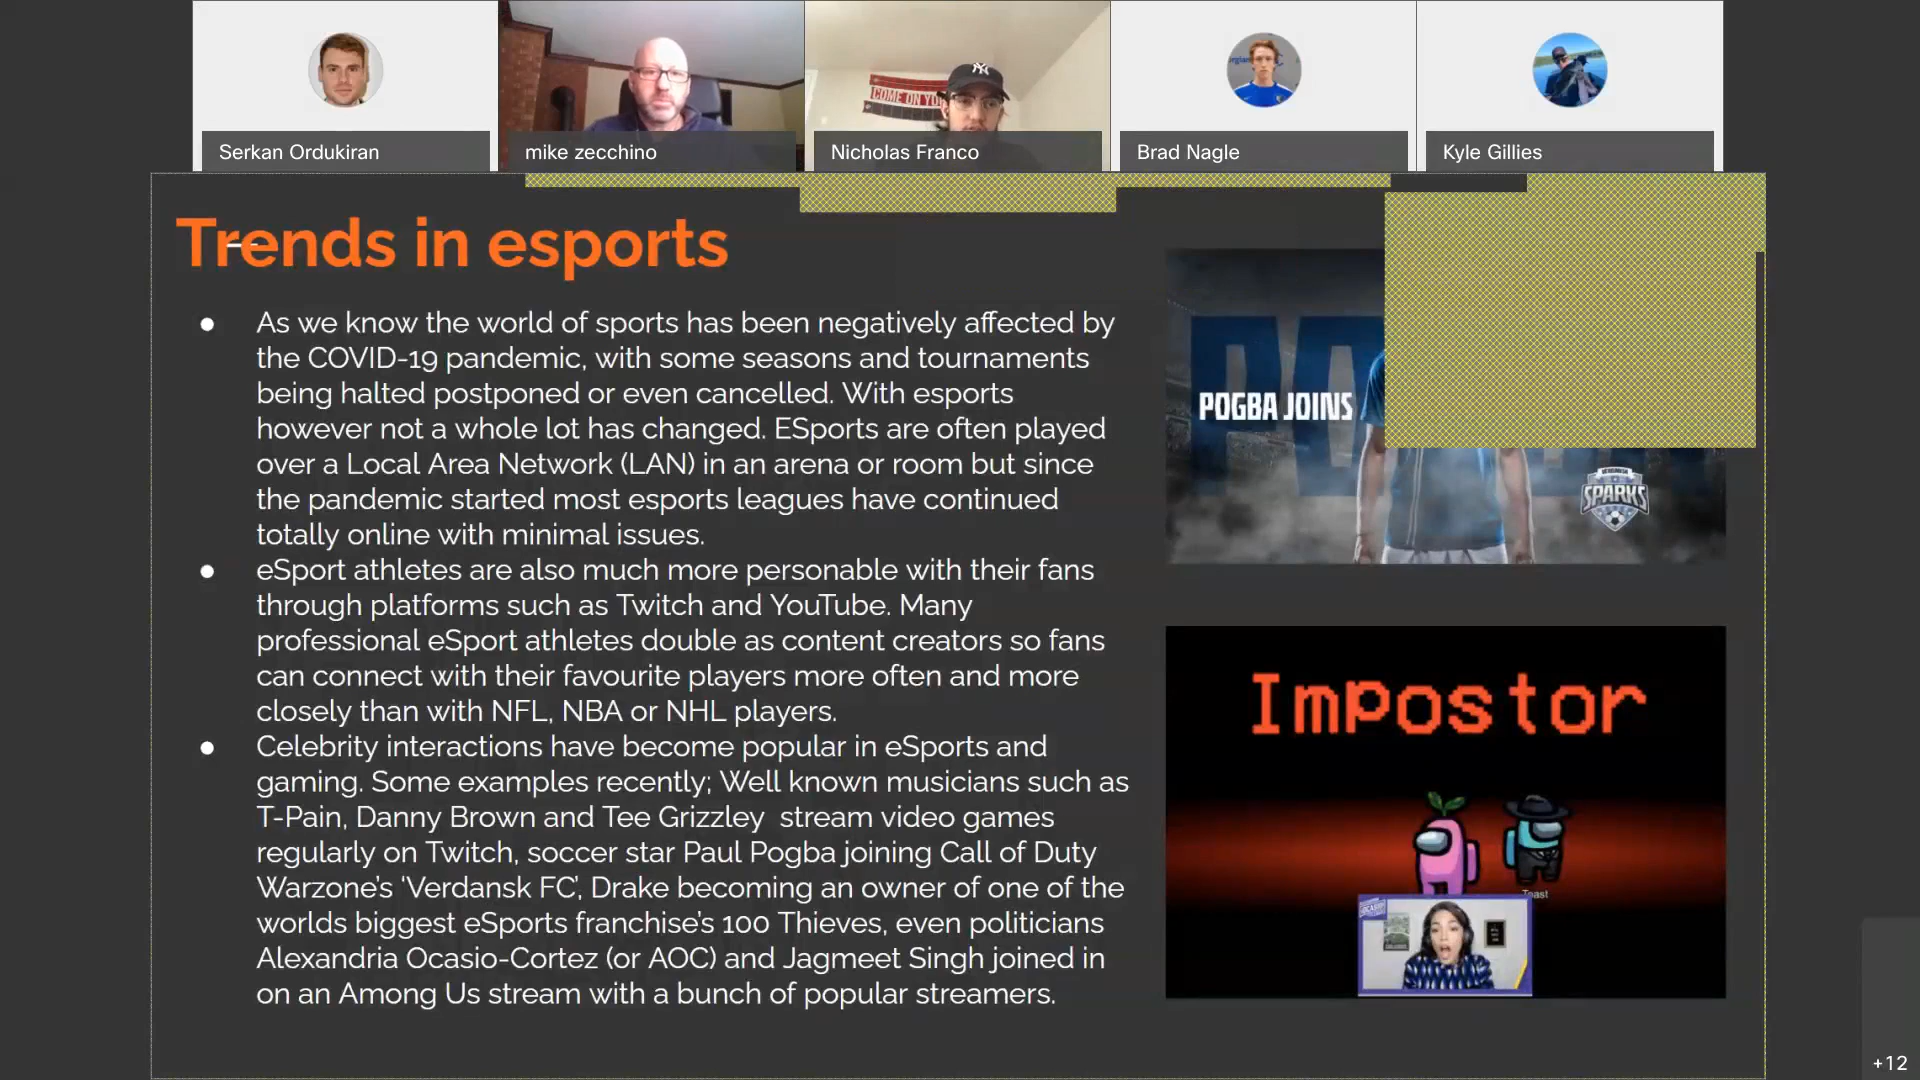 Serkan Ordukiran
mike zecchino
Nicholas Franco
Brad Nagle
Kyle Gillies
COME ON YO
Trends in esports
● As we know the world of sports has been negatively affected by
the COVID-19 pandemic, with some seasons and tournaments
being halted postponed or even cancelled. With esports
however not a whole lot has changed. ESports are often played
over a Local Area Network (LAN) in an arena or room but since
the pandemic started most esports leagues have continued
totally online with minimal issues.
● eSport athletes are also much more personable with their fans
through platforms such as Twitch and YouTube. Many
professional eSport athletes double as content creators so fans
can connect with their favourite players more often and more
closely than with NFL, NBA or NHL players.
● Celebrity interactions have become popular in eSports and
gaming. Some examples recently; Well known musicians such as
T-Pain, Danny Brown and Tee Grizzley stream video games
regularly on Twitch, soccer star Paul Pogba joining Call of Duty
Warzone's 'Verdansk FC', Drake becoming an owner of one of the
worlds biggest eSports franchise's 100 Thieves, even politicians
Alexandria Ocasio-Cortez (or AOC) and Jagmeet Singh joined in
on an Among Us stream with a bunch of popular streamers.
POGBA JOINS
SPARKS
Impostor
+12